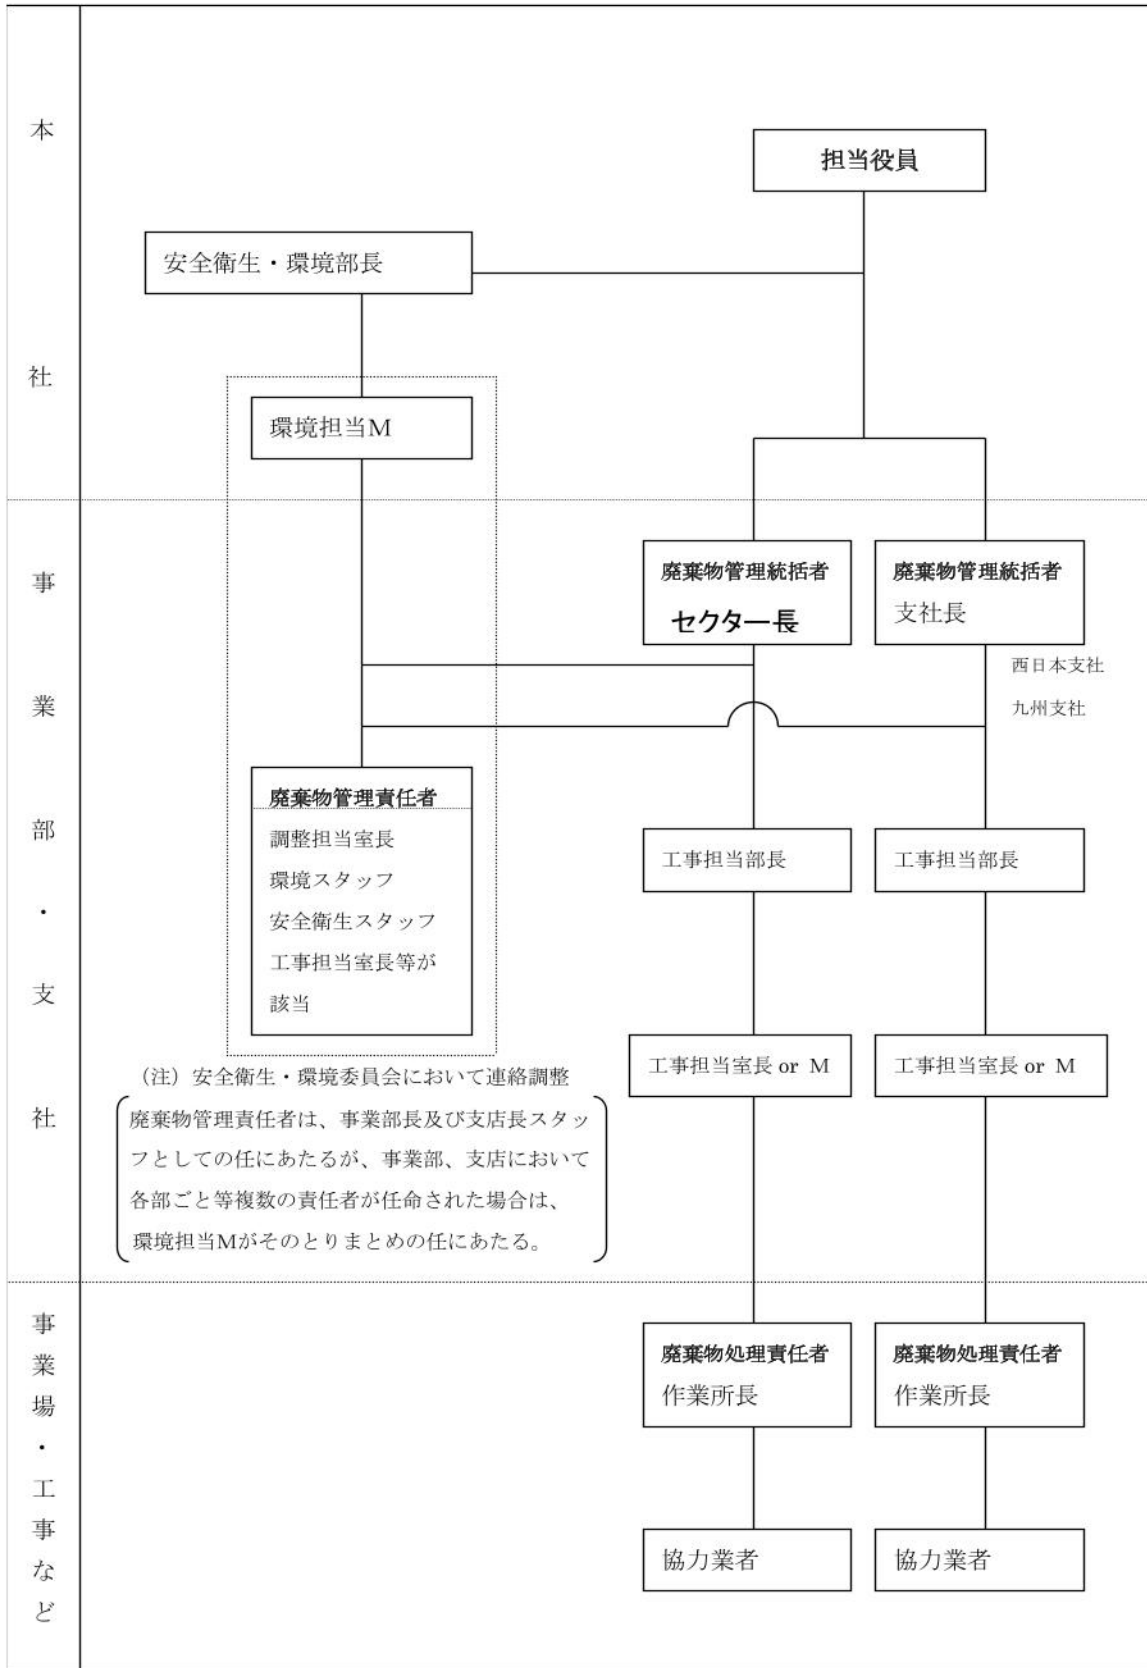 本
社
担当役員
安全衛生・環境部長
環境担当M
事
業
部
・
支
社
廃棄物管理統括者
セクター長
廃棄物管理統括者
支社長
西日本支社
九州支社
廃棄物管理責任者
調整担当室長
環境スタッフ
安全衛生スタッフ
工事担当室長等が
該当
工事担当部長
工事担当部長
工事担当室長 or M
工事担当室長 or M
（注）安全衛生・環境委員会において連絡調整
廃棄物管理責任者は、事業部長及び支店長スタッ
フとしての任にあたるが、事業部、支店において
各部ごと等複数の責任者が任命された場合は、
環境担当Mがそのとりまとめの任にあたる。
事
業
場
・
工
事
な
ど
廃棄物処理責任者
作業所長
廃棄物処理責任者
作業所長
協力業者
協力業者